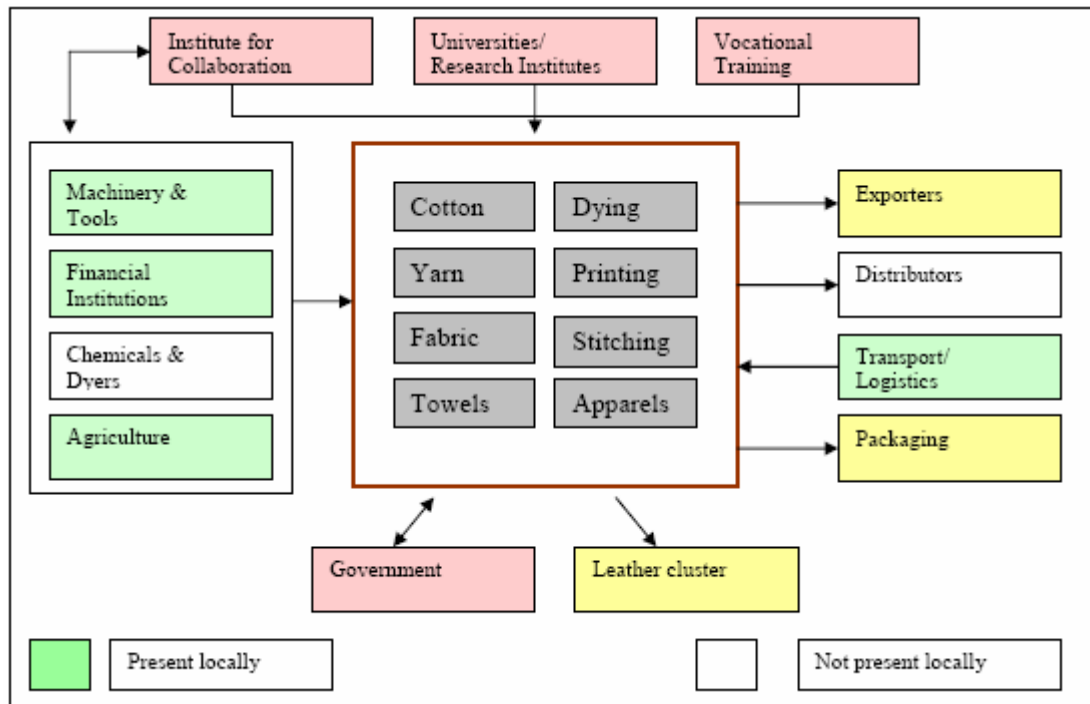 Institute for
Collaboration
Universities/
Research Institutes
Vocational
Training
Machinery &
Tools
Financial
Institutions
Chemicals &
Dyers
Agriculture
Cotton
Dying
Yarn
Printing
Fabric
Stitching
Towels
Apparels
Exporters
Distributors
Transport/
Logistics
Packaging
Government
Leather cluster
Present locally
Not present locally